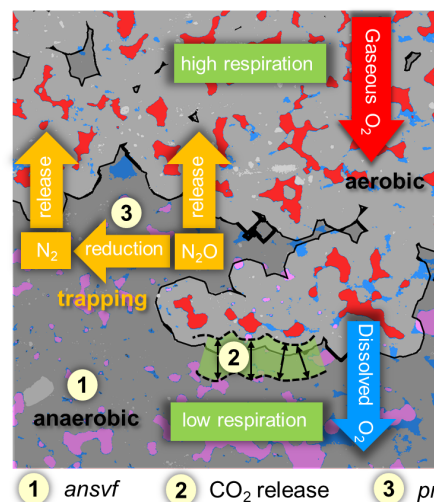 high respiration
Gaseous O₂
aerobic
release
release
3
N₂
reduction
N₂O
trapping
2
1
anaerobic
low respiration
Dissolved O₂
1 ansvf
2 CO₂ release
3